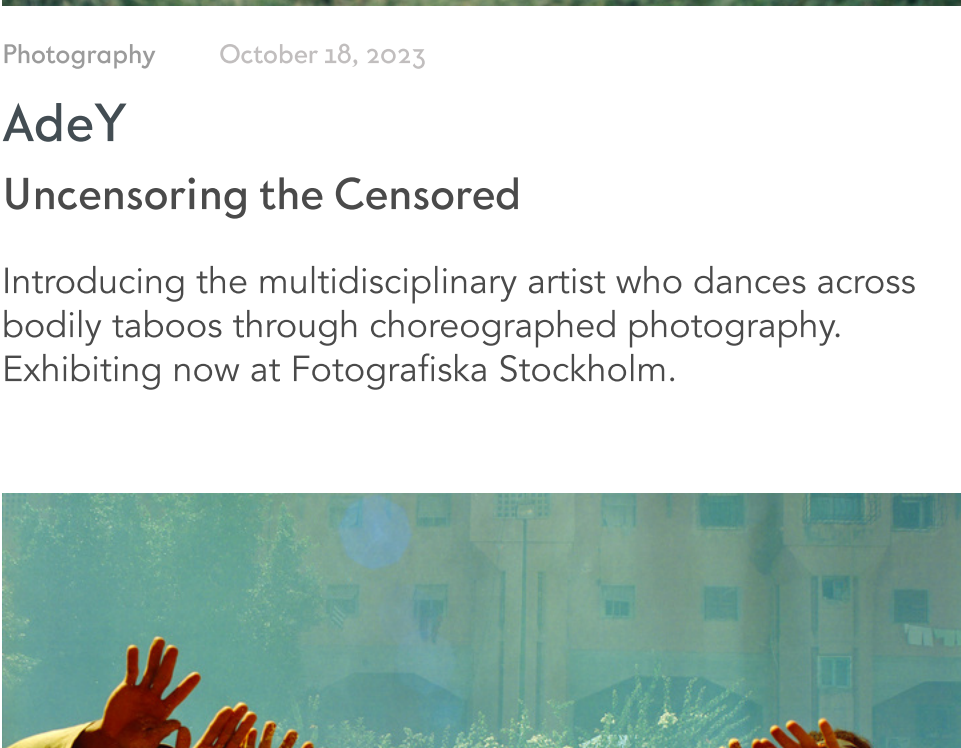 Photography October 18, 2023
AdeY
Uncensoring the Censored
Introducing the multidisciplinary artist who dances across
bodily taboos through choreographed photography.
Exhibiting now at Fotografiska Stockholm.